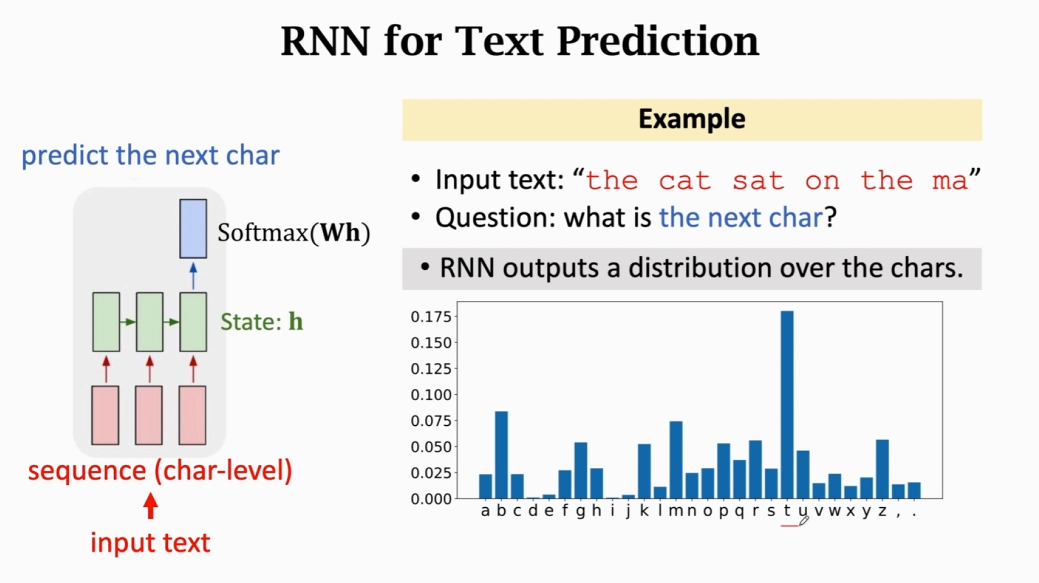 RNN for Text Prediction
predict the next char
Softmax(Wh)
State: h
sequence (char-level)
input text
Example
• Input text: “the cat sat on the ma”
• Question: what is the next char?
• RNN outputs a distribution over the chars.
0.175
0.150
0.125
0.100
0.075
0.050
0.025
0.000
a b c d e f g h i j k l m n o p q r s t u v w x y z , .